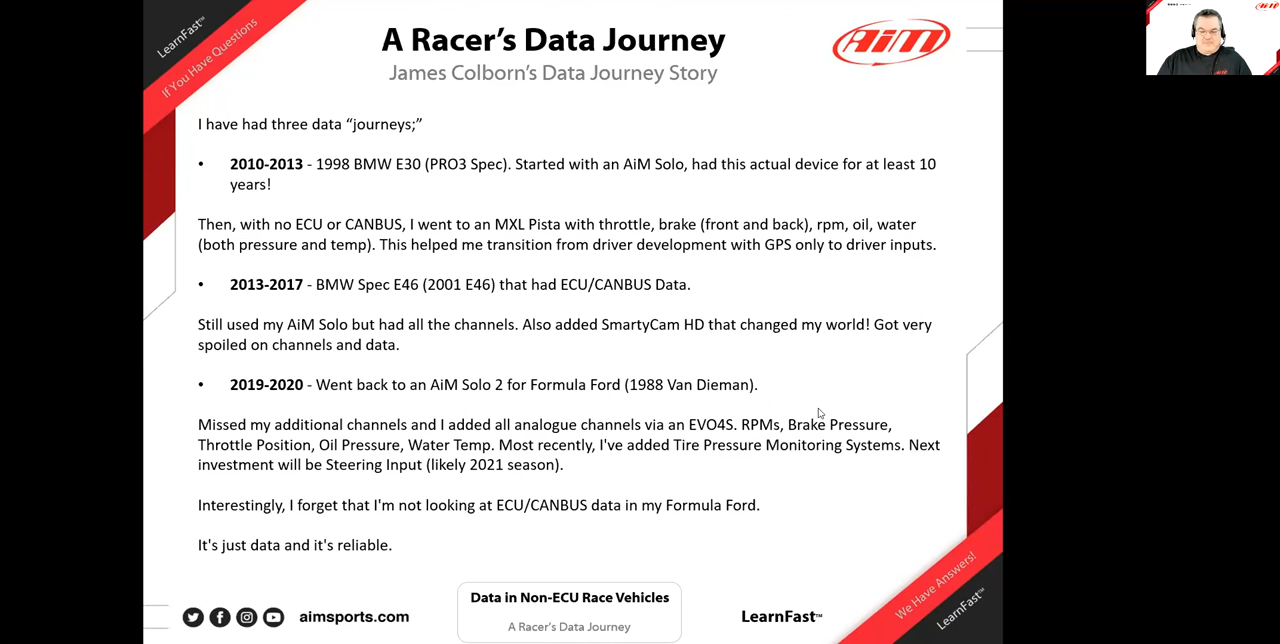 LearnFast™
If You Have Questions
A Racer's Data Journey
James Colborn's Data Journey Story
AiM
I have had three data “journeys;”
• 2010-2013 - 1998 BMW E30 (PRO3 Spec). Started with an AiM Solo, had this actual device for at least 10
years!
Then, with no ECU or CANBUS, I went to an MXL Pista with throttle, brake (front and back), rpm, oil, water
(both pressure and temp). This helped me transition from driver development with GPS only to driver inputs.
• 2013-2017 - BMW Spec E46 (2001 E46) that had ECU/CANBUS Data.
Still used my AiM Solo but had all the channels. Also added SmartyCam HD that changed my world! Got very
spoiled on channels and data.
• 2019-2020 - Went back to an AiM Solo 2 for Formula Ford (1988 Van Dieman).
Missed my additional channels and I added all analogue channels via an EVO4S. RPMs, Brake Pressure,
Throttle Position, Oil Pressure, Water Temp. Most recently, I've added Tire Pressure Monitoring Systems. Next
investment will be Steering Input (likely 2021 season).
Interestingly, I forget that I'm not looking at ECU/CANBUS data in my Formula Ford.
It's just data and it's reliable.
aimsports.com
Data in Non-ECU Race Vehicles
A Racer's Data Journey
LearnFast™
We Have Answers!
LearnFast™